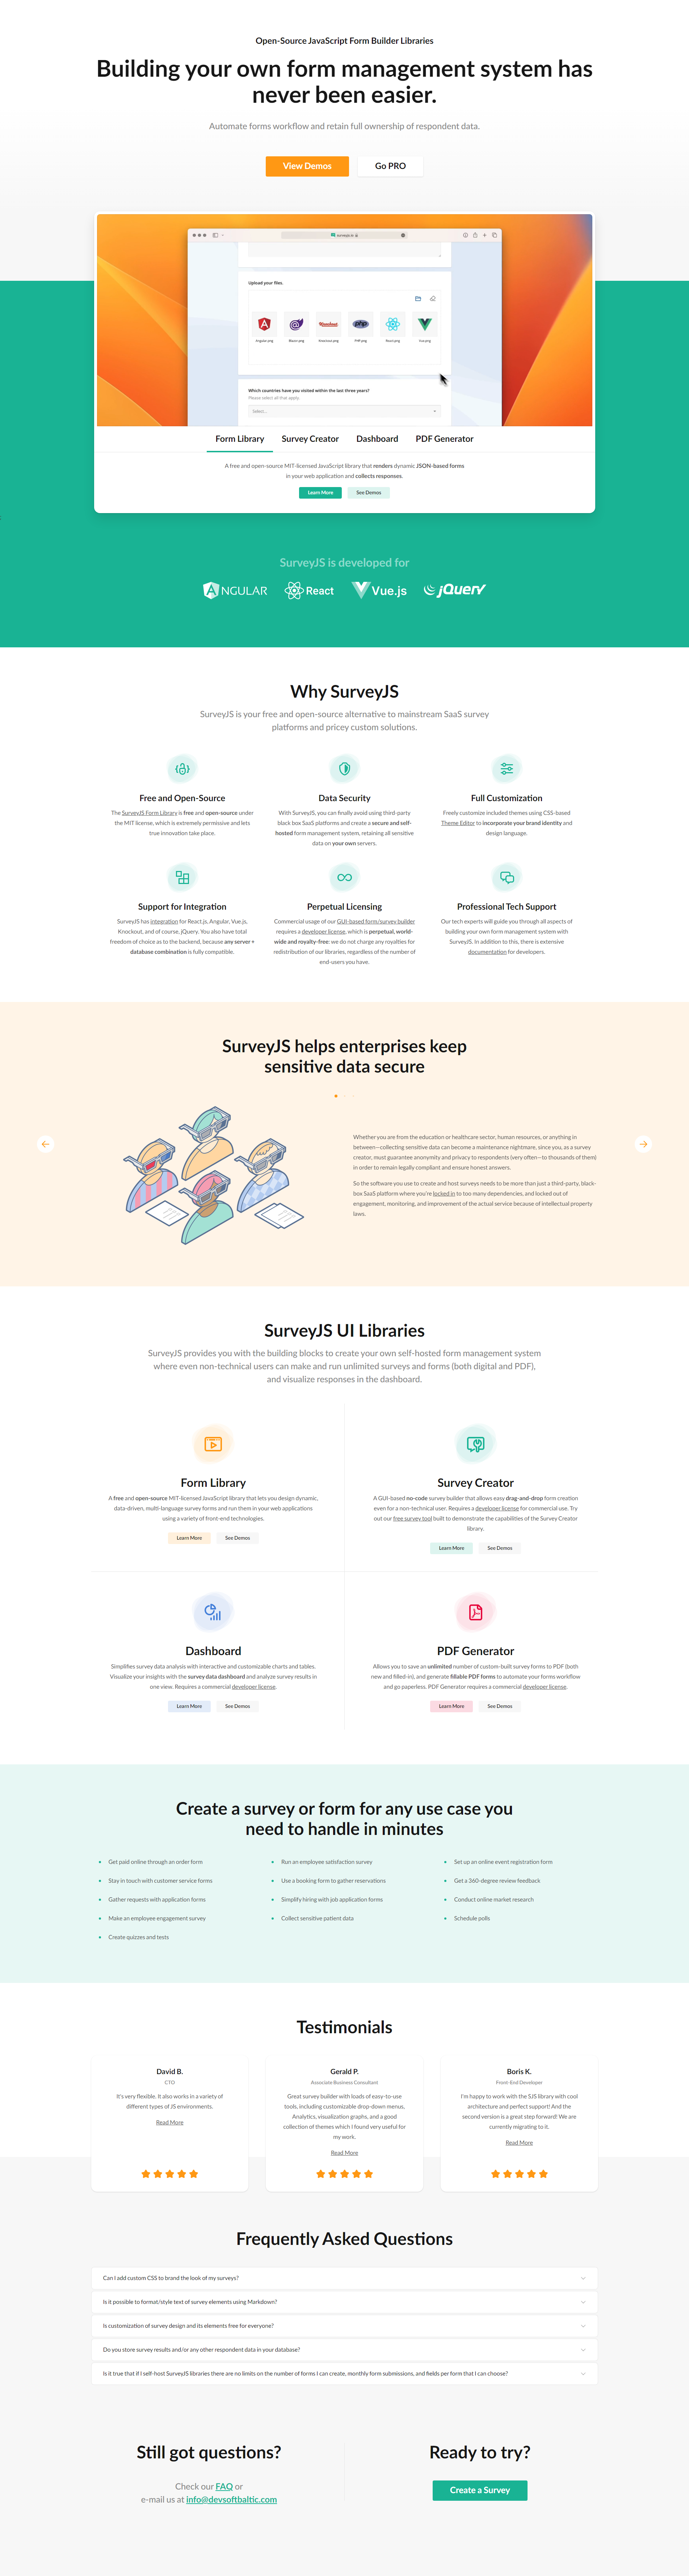 Open-Source JavaScript Form Builder Libraries
Building your own form management system has
never been easier.
Automate forms workflow and retain full ownership of respondent data.
View Demos
Go PRO
surveyjs.io
Upload your files.
Angular.png
Blazor.png
Knockout.png
PHP.png
React.png
Vue.png
Which countries have you visited within the last three years?
Please select all that apply.
Select...
Form Library
Survey Creator
Dashboard
PDF Generator
A free and open-source MIT-licensed JavaScript library that renders dynamic JSON-based forms
in your web application and collects responses.
Learn More
See Demos
SurveyJS is developed for
ANGULAR
React
Vue.js
jQuery
Why SurveyJS
SurveyJS is your free and open-source alternative to mainstream SaaS survey
platforms and pricey custom solutions.
Free and Open-Source
The SurveyJS Form Library is free and open-source under
the MIT license, which is extremely permissive and lets
true innovation take place.
Data Security
With SurveyJS, you can finally avoid using third-party
black box SaaS platforms and create a secure and self-
hosted form management system, retaining all sensitive
data on your own servers.
Full Customization
Freely customize included themes using CSS-based
Theme Editor to incorporate your brand identity and
design language.
Support for Integration
SurveyJS has integration for React.js, Angular, Vue.js,
Knockout, and of course, jQuery. You also have total
freedom of choice as to the backend, because any server +
database combination is fully compatible.
Perpetual Licensing
Commercial usage of our GUI-based form/survey builder
requires a developer license, which is perpetual, world-
wide and royalty-free: we do not charge any royalties for
redistribution of our libraries, regardless of the number of
end-users you have.
Professional Tech Support
Our tech experts will guide you through all aspects of
building your own form management system with
SurveyJS. In addition to this, there is extensive
documentation for developers.
SurveyJS helps enterprises keep
sensitive data secure
Whether you are from the education or healthcare sector, human resources, or anything in
between—collecting sensitive data can become a maintenance nightmare, since you, as a survey
creator, must guarantee anonymity and privacy to respondents (very often—to thousands of them)
in order to remain legally compliant and ensure honest answers.
So the software you use to create and host surveys needs to be more than just a third-party, black-
box SaaS platform where you're locked in to too many dependencies, and locked out of
engagement, monitoring, and improvement of the actual service because of intellectual property
laws.
SurveyJS UI Libraries
SurveyJS provides you with the building blocks to create your own self-hosted form management system
where even non-technical users can make and run unlimited surveys and forms (both digital and PDF),
and visualize responses in the dashboard.
Form Library
A free and open-source MIT-licensed JavaScript library that lets you design dynamic,
data-driven, multi-language survey forms and run them in your web applications
using a variety of front-end technologies.
Learn More
See Demos
Survey Creator
A GUI-based no-code survey builder that allows easy drag-and-drop form creation
even for a non-technical user. Requires a developer license for commercial use. Try
out our free survey tool built to demonstrate the capabilities of the Survey Creator
library.
Learn More
See Demos
Dashboard
Simplifies survey data analysis with interactive and customizable charts and tables.
Visualize your insights with the survey data dashboard and analyze survey results in
one view. Requires a commercial developer license.
Learn More
See Demos
PDF Generator
Allows you to save an unlimited number of custom-built survey forms to PDF (both
new and filled-in), and generate fillable PDF forms to automate your forms workflow
and go paperless. PDF Generator requires a commercial developer license.
Learn More
See Demos
Create a survey or form for any use case you
need to handle in minutes
Get paid online through an order form
Run an employee satisfaction survey
Set up an online event registration form
Stay in touch with customer service forms
Use a booking form to gather reservations
Get a 360-degree review feedback
Gather requests with application forms
Simplify hiring with job application forms
Conduct online market research
Make an employee engagement survey
Collect sensitive patient data
Schedule polls
Create quizzes and tests
Testimonials
David B.
CTO
It's very flexible. It also works in a variety of
different types of JS environments.
Read More
Gerald P.
Associate Business Consultant
Great survey builder with loads of easy-to-use
tools, including customizable drop-down menus.
Analytics, visualization graphs, and a good
collection of themes which I found very useful for
my work.
Read More
Boris K.
Front-End Developer
I'm happy to work with the SJS library with cool
architecture and perfect support! And the
second version is a great step forward! We are
currently migrating to it.
Read More
Frequently Asked Questions
Can I add custom CSS to brand the look of my surveys?
Is it possible to format/style text of survey elements using Markdown?
Is customization of survey design and its elements free for everyone?
Do you store survey results and/or any other respondent data in your database?
Is it true that if I self-host SurveyJS libraries there are no limits on the number of forms I can create, monthly form submissions, and fields per form that I can choose?
Still got questions?
Check our FAQ or
e-mail us at info@devsoftbaltic.com
Ready to try?
Create a Survey